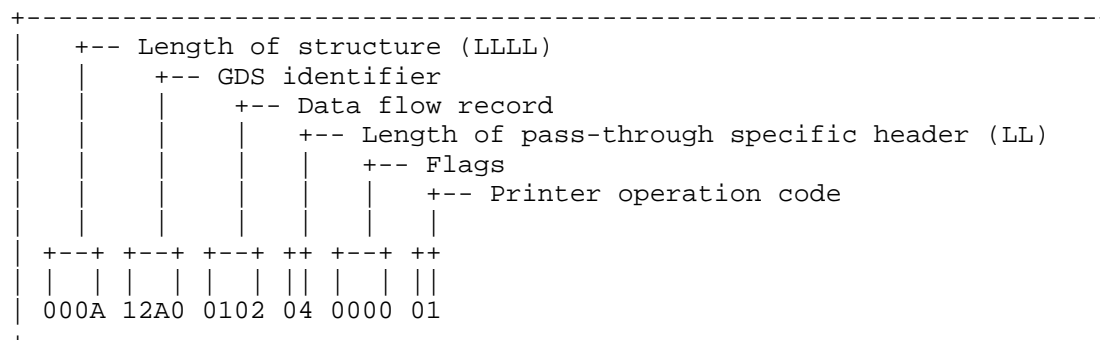 +--------------------------------------------------------------------
|    +-- Length of structure (LLLL)
|    |    +-- GDS identifier
|    |    |    +-- Data flow record
|    |    |    |   +-- Length of pass-through specific header (LL)
|    |    |    |   |   +-- Flags
|    |    |    |   |   |   +-- Printer operation code
|    |    |    |   |   |   |
| +--+ +--+ +--+ ++ +--+ ++
| |  | |  | |  | || |  | ||
| 000A 12A0 0102 04 0000 01
+